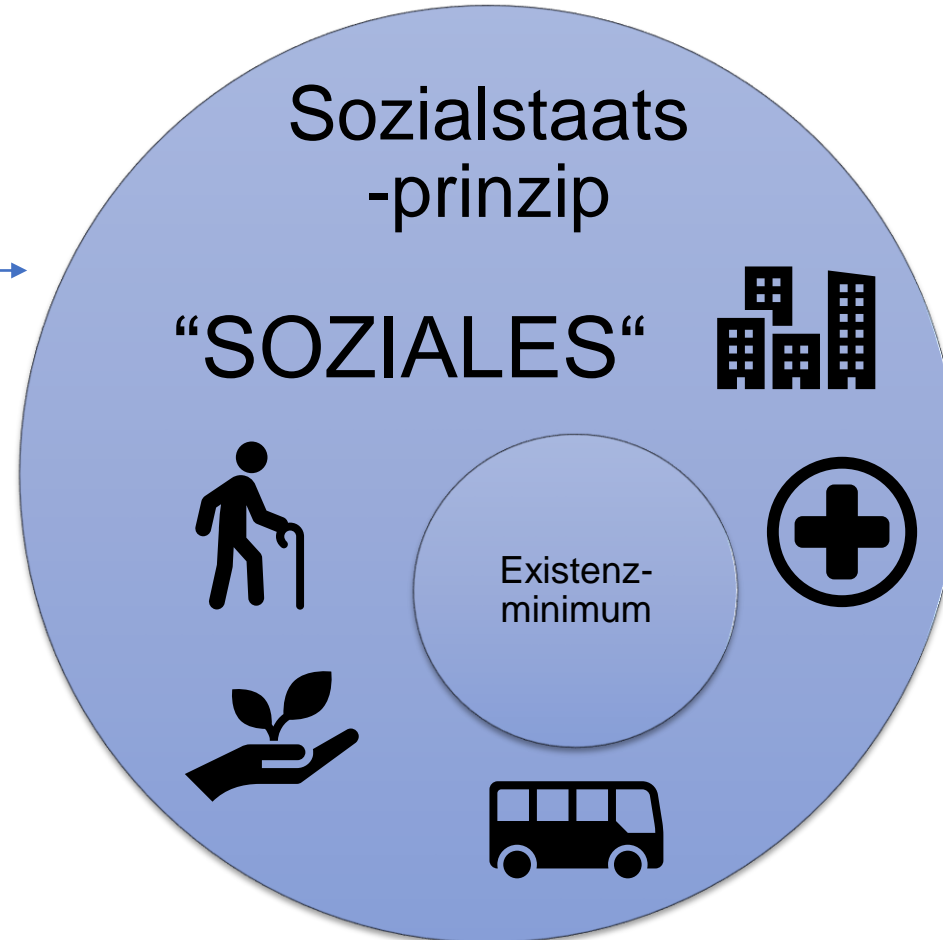 Sozialstaats
-prinzip
“SOZIALES“
Existenz-
minimum